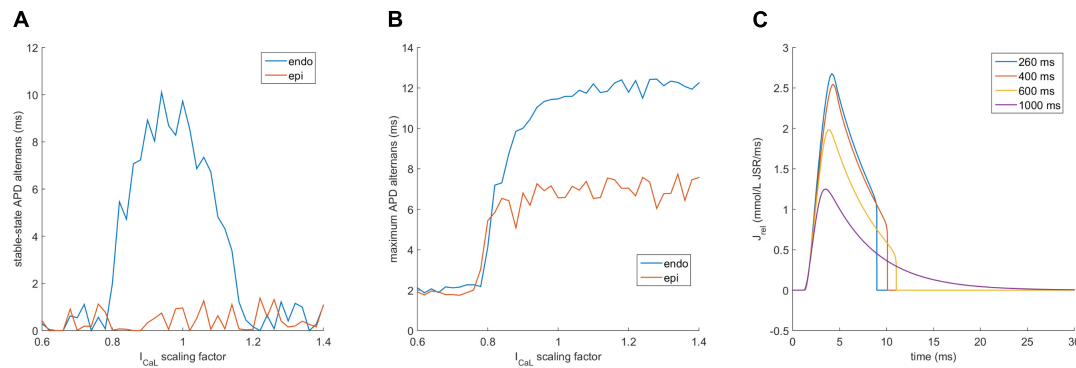 A
stable-state APD alternans (ms)
12
10
8
6
4
2
0
0.6
0.8
1
1.2
1.4
I_CaL scaling factor
endo
epi
B
maximum APD alternans (ms)
14
12
10
8
6
4
2
0
0.6
0.8
1
1.2
1.4
I_CaL scaling factor
endo
epi
C
J_rel (mmol/L JSR/ms)
3
2.5
2
1.5
1
0.5
0
-0.5
0
5
10
15
20
25
30
time (ms)
260 ms
400 ms
600 ms
1000 ms